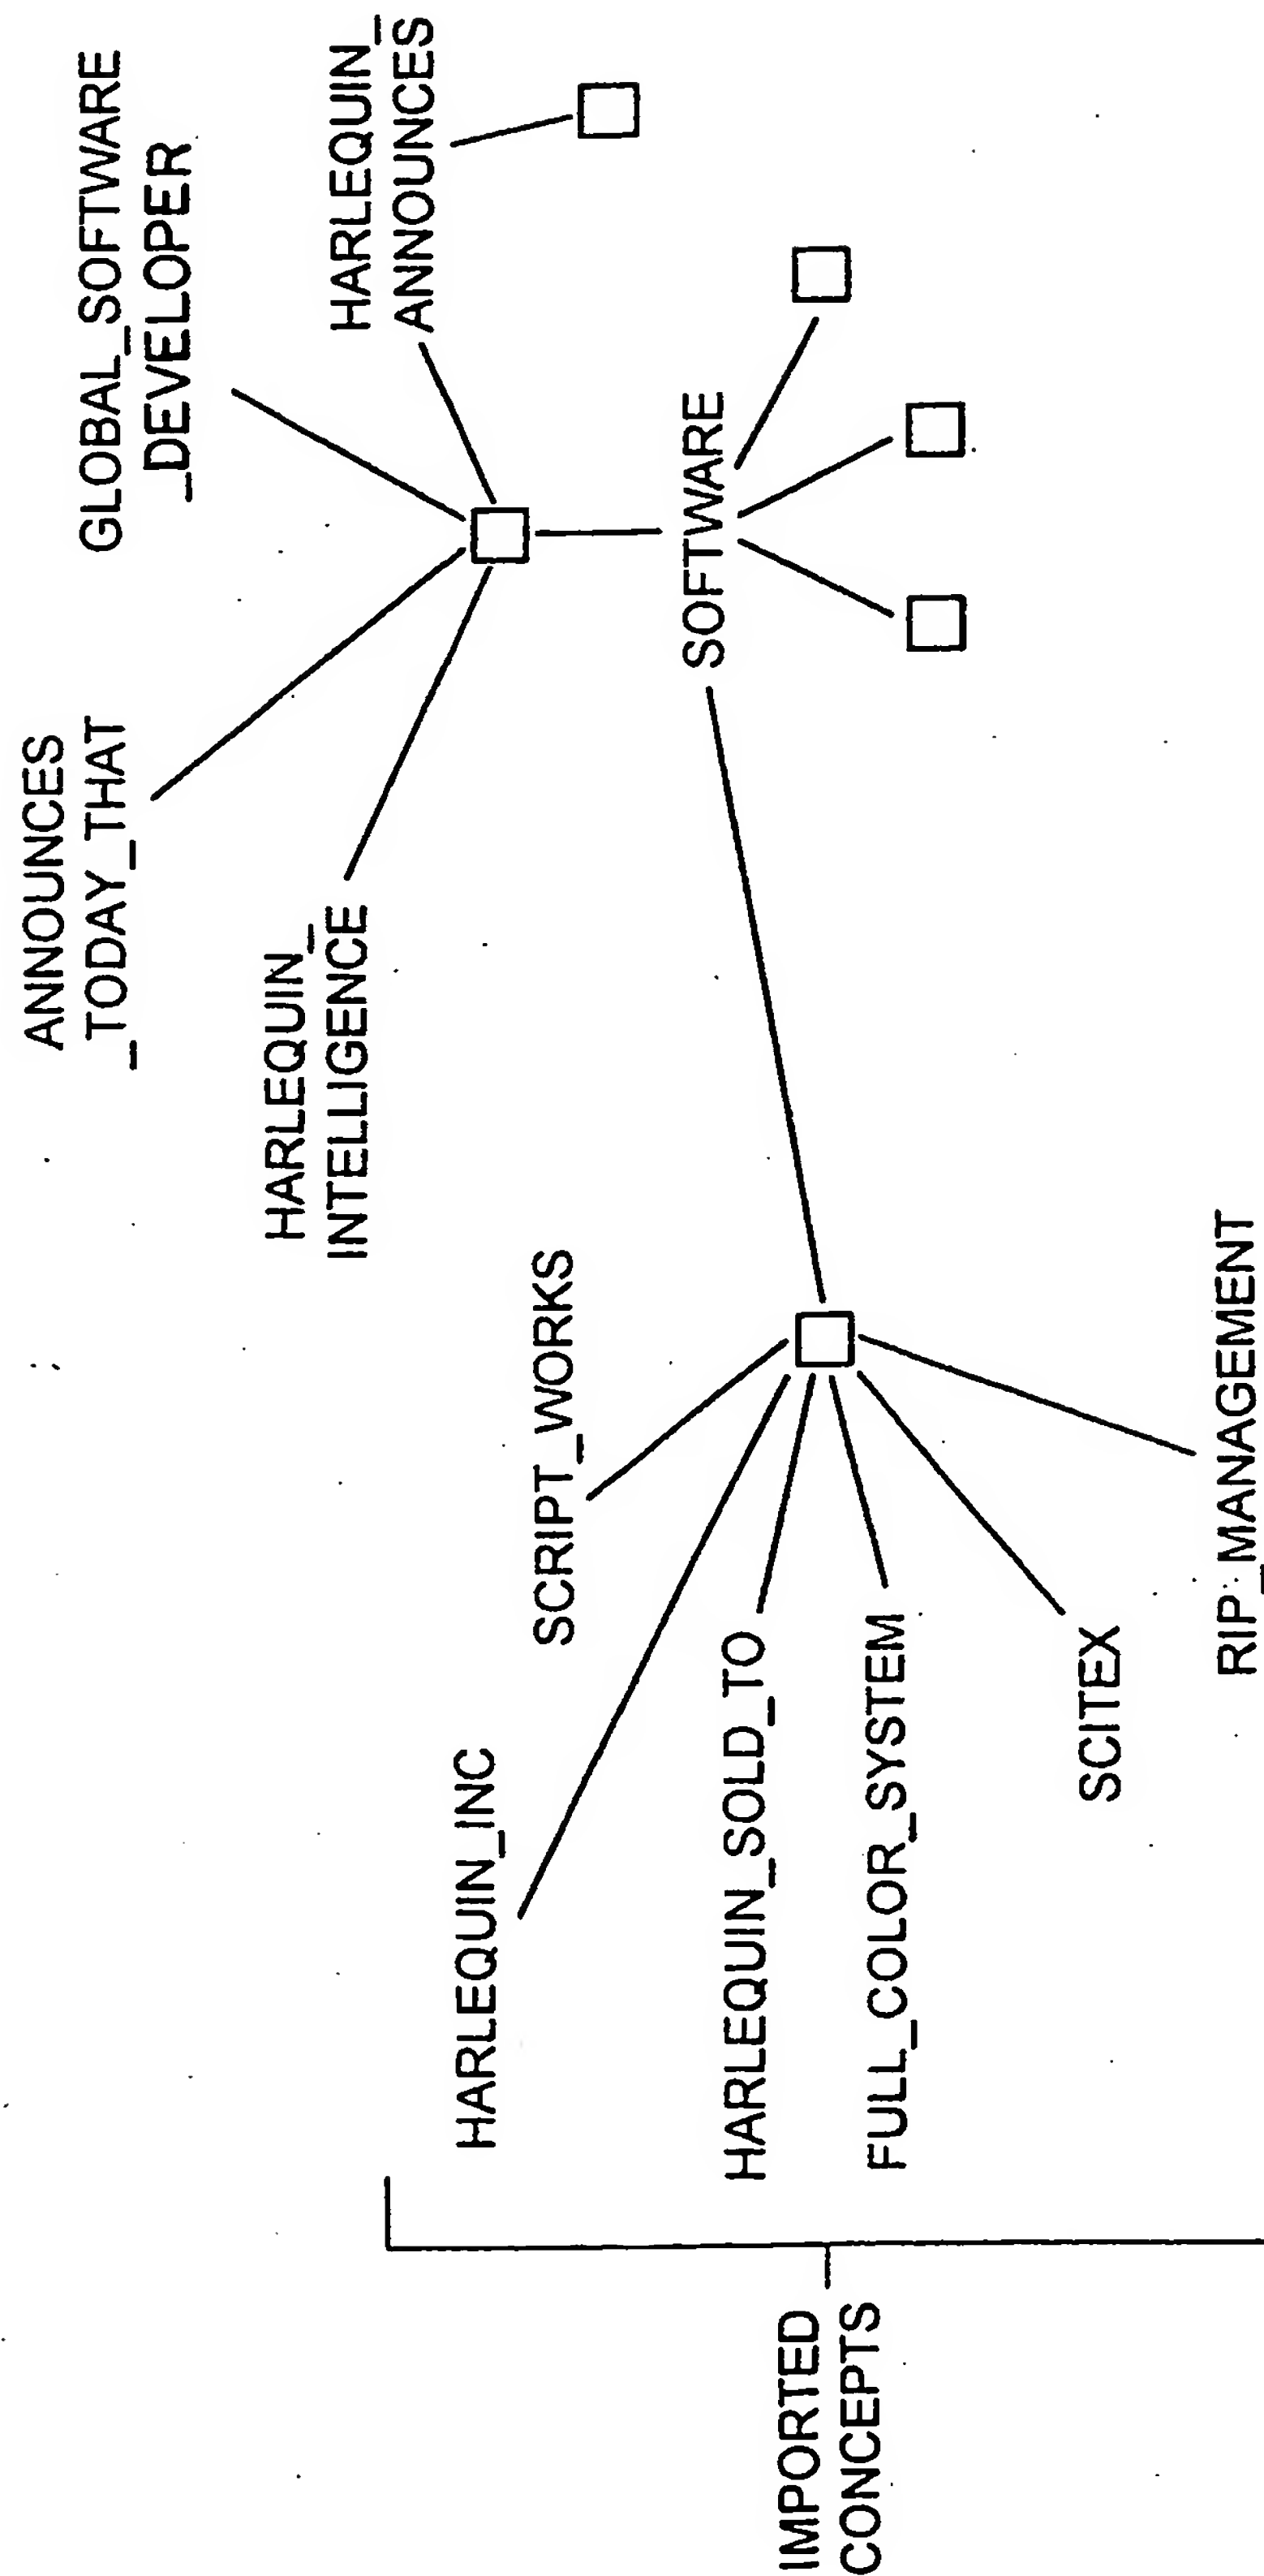 ANNOUNCES
_TODAY_THAT
GLOBAL_SOFTWARE
_DEVELOPER
HARLEQUIN_
INTELLIGENCE
HARLEQUIN_
ANNOUNCES
HARLEQUIN_INC
SCRIPT_WORKS
SOFTWARE
HARLEQUIN_SOLD_TO
FULL_COLOR_SYSTEM
IMPORTED
CONCEPTS
SCITEX
RIP_MANAGEMENT